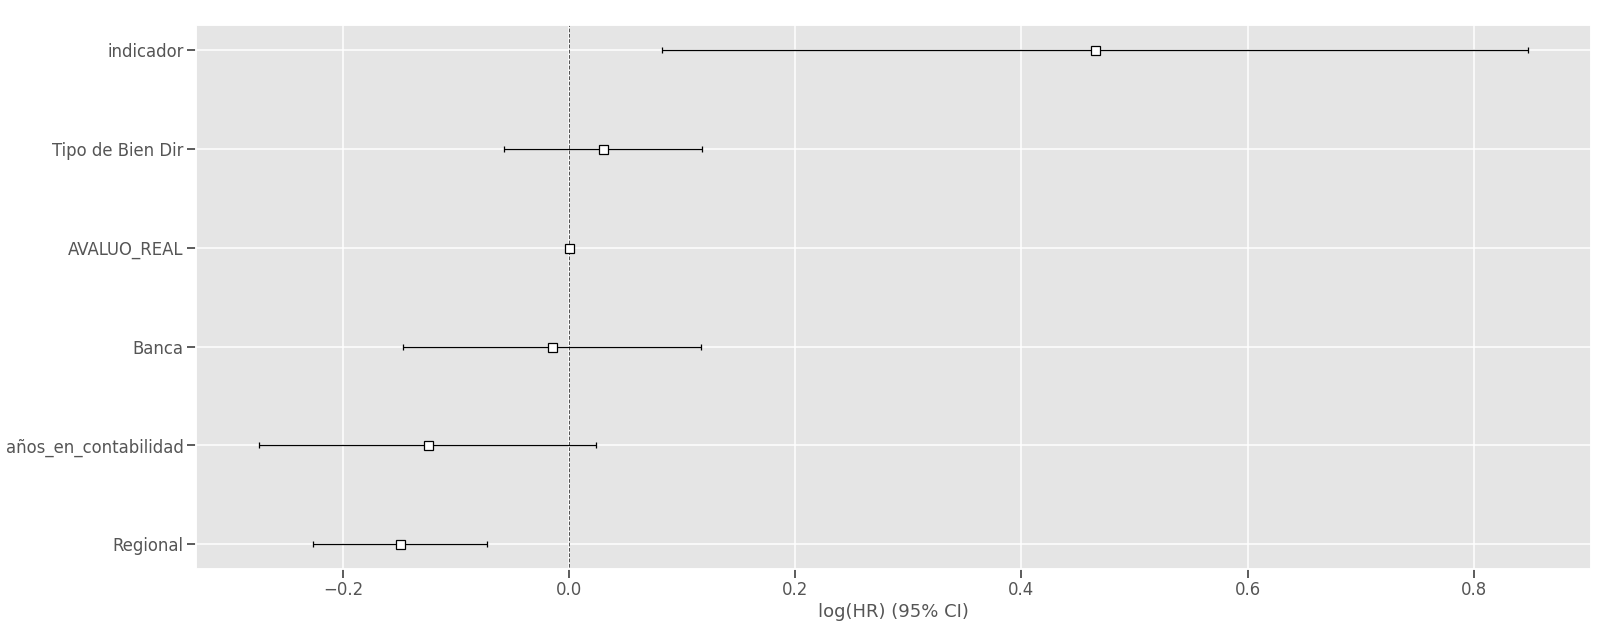 indicador
Tipo de Bien Dir
AVALUO_REAL
Banca
años_en_contabilidad
Regional
−0.2 0.0 0.2 0.4 0.6 0.8
log(HR) (95% CI)